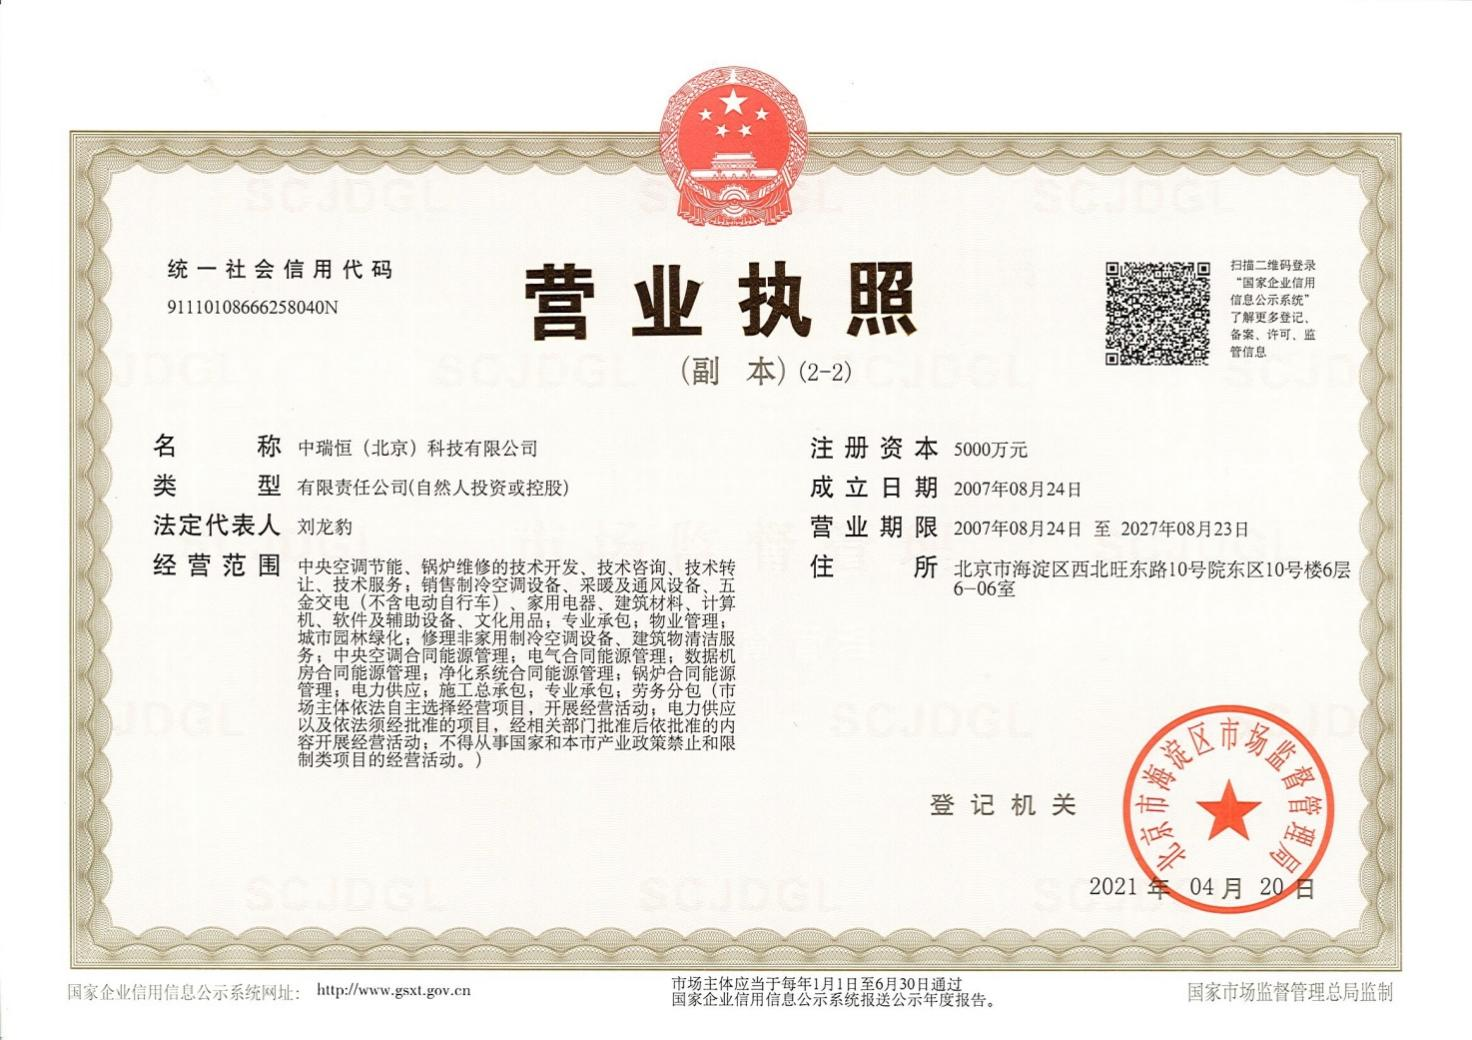 统一社会信用代码
91110108666258040N
营业执照
（副 本）(2-2)
扫描二维码登录
“国家企业信用
信息公示系统”
了解更多登记、
备案、许可、监
管信息
名 称 中瑞恒（北京）科技有限公司
类 型 有限责任公司(自然人投资或控股)
法定代表人 刘龙豹
经营范围 中央空调节能、锅炉维修的技术开发、技术咨询、技术转
让、技术服务；销售制冷空调设备、采暖及通风设备、五
金交电（不含电动自行车）、家用电器、建筑材料、计算
机、软件及辅助设备、文化用品；专业承包；物业管理；
城市园林绿化；修理非家用制冷空调设备、建筑物清洁服
务；中央空调合同能源管理；电气合同能源管理；数据机
房合同能源管理；净化系统合同能源管理；锅炉合同能源
管理；电力供应；施工总承包；专业承包；劳务分包（市
场主体依法自主选择经营项目，开展经营活动；电力供应
以及依法须经批准的项目，经相关部门批准后依批准的内
容开展经营活动；不得从事国家和本市产业政策禁止和限
制类项目的经营活动。）
注册资本 5000万元
成立日期 2007年08月24日
营业期限 2007年08月24日 至 2027年08月23日
住 所 北京市海淀区西北旺东路10号院东区10号楼6层
6-06室
登记机关
北京市海淀区市场监督管理局
2021 年 04 月 20 日
国家企业信用信息公示系统网址： http://www.gsxt.gov.cn
市场主体应当于每年1月1日至6月30日通过
国家企业信用信息公示系统报送公示年度报告。
国家市场监督管理总局监制
SCJDGL